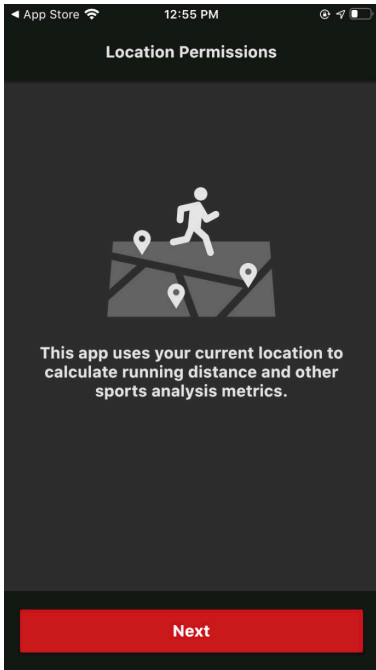 App Store
12:55 PM
Location Permissions
This app uses your current location to
calculate running distance and other
sports analysis metrics.
Next